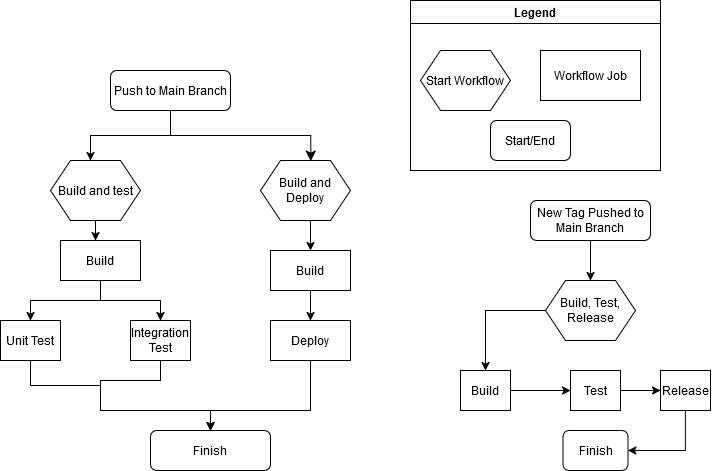 Legend
Start Workflow
Workflow Job
Start/End
Push to Main Branch
Build and test
Build and
Deploy
Build
Build
Unit Test
Integration
Test
Deploy
Finish
New Tag Pushed to
Main Branch
Build, Test,
Release
Build
Test
Release
Finish